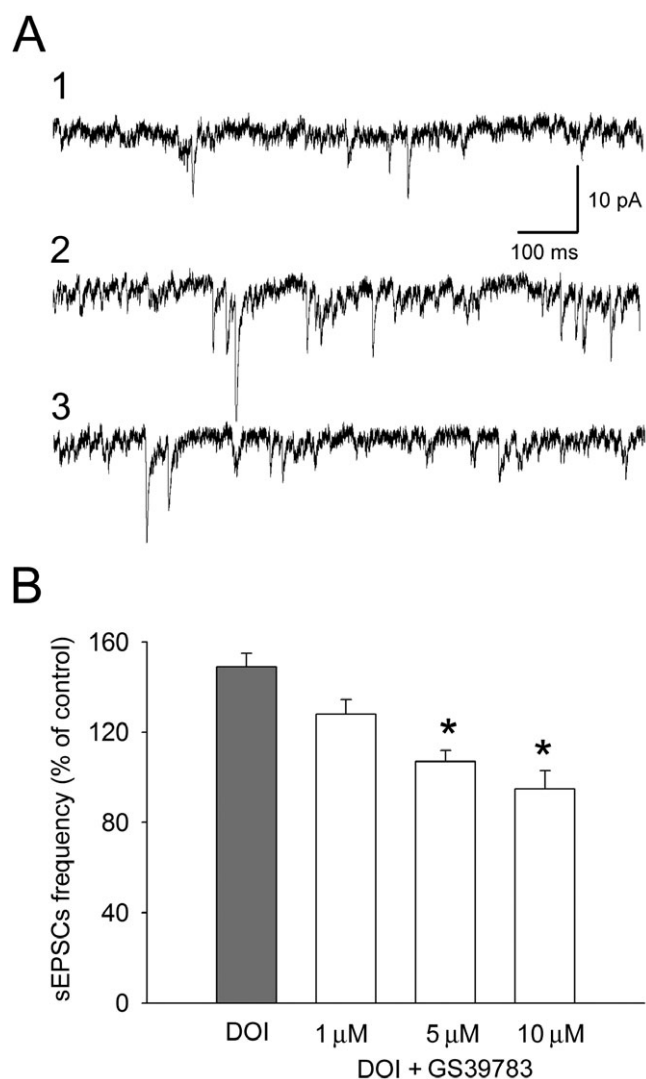 A
1
10 pA
100 ms
2
3
B
sEPSCs frequency (% of control)
160
120
80
40
0
* *
DOI 1 μM 5 μM 10 μM
DOI + GS39783